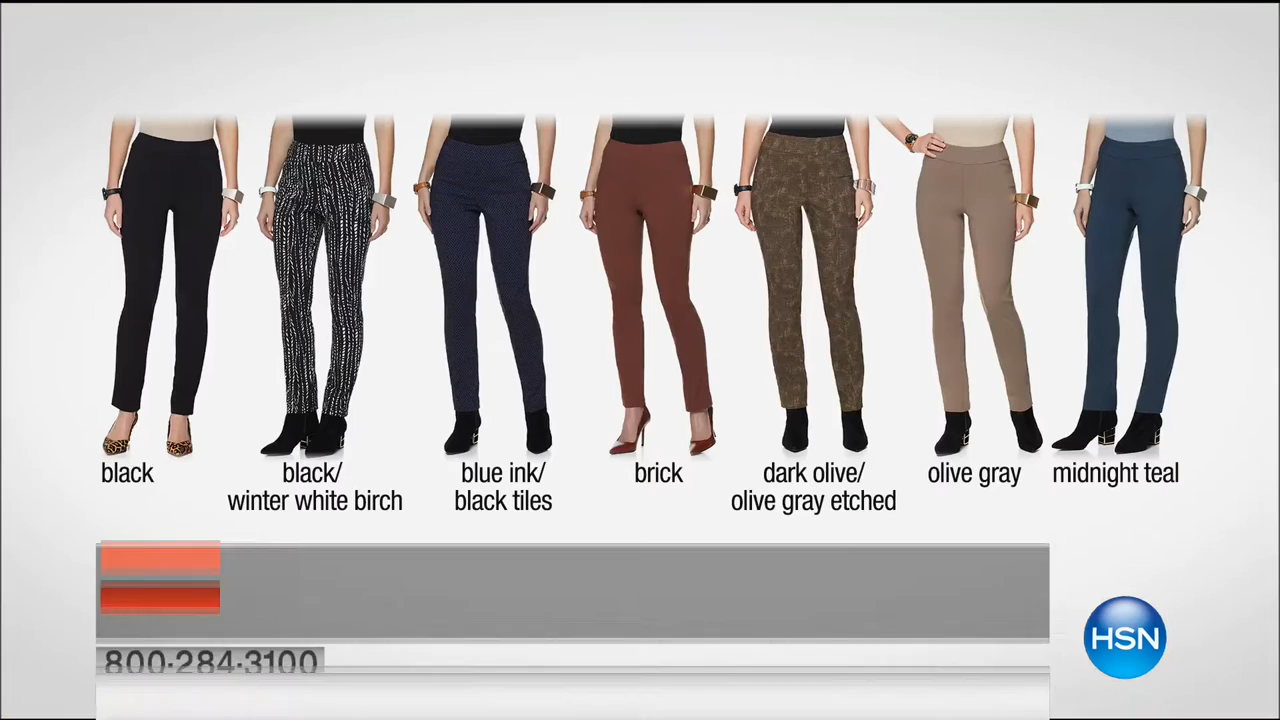 black
black/
winter white birch
blue ink/
black tiles
brick
dark olive/
olive gray etched
olive gray
midnight teal
800·284·3100
HSN